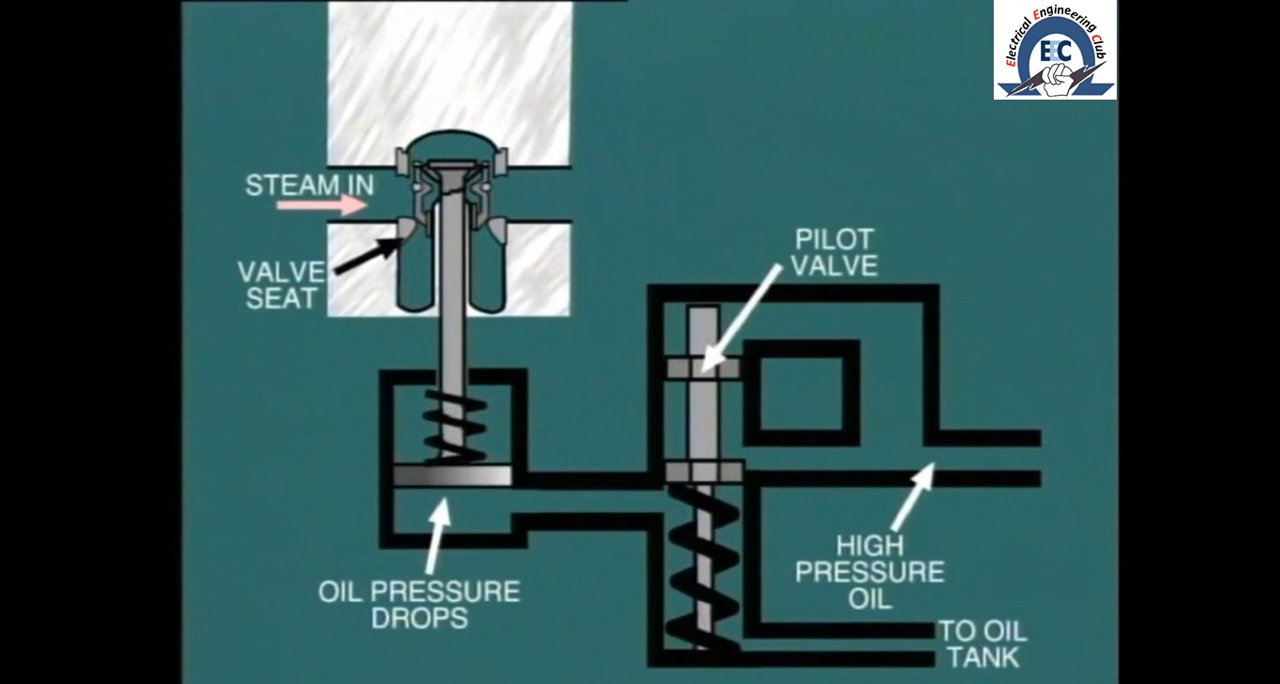 Electrical Engineering Club
EEC
STEAM IN
VALVE
SEAT
PILOT
VALVE
OIL PRESSURE
DROPS
HIGH
PRESSURE
OIL
TO OIL
TANK